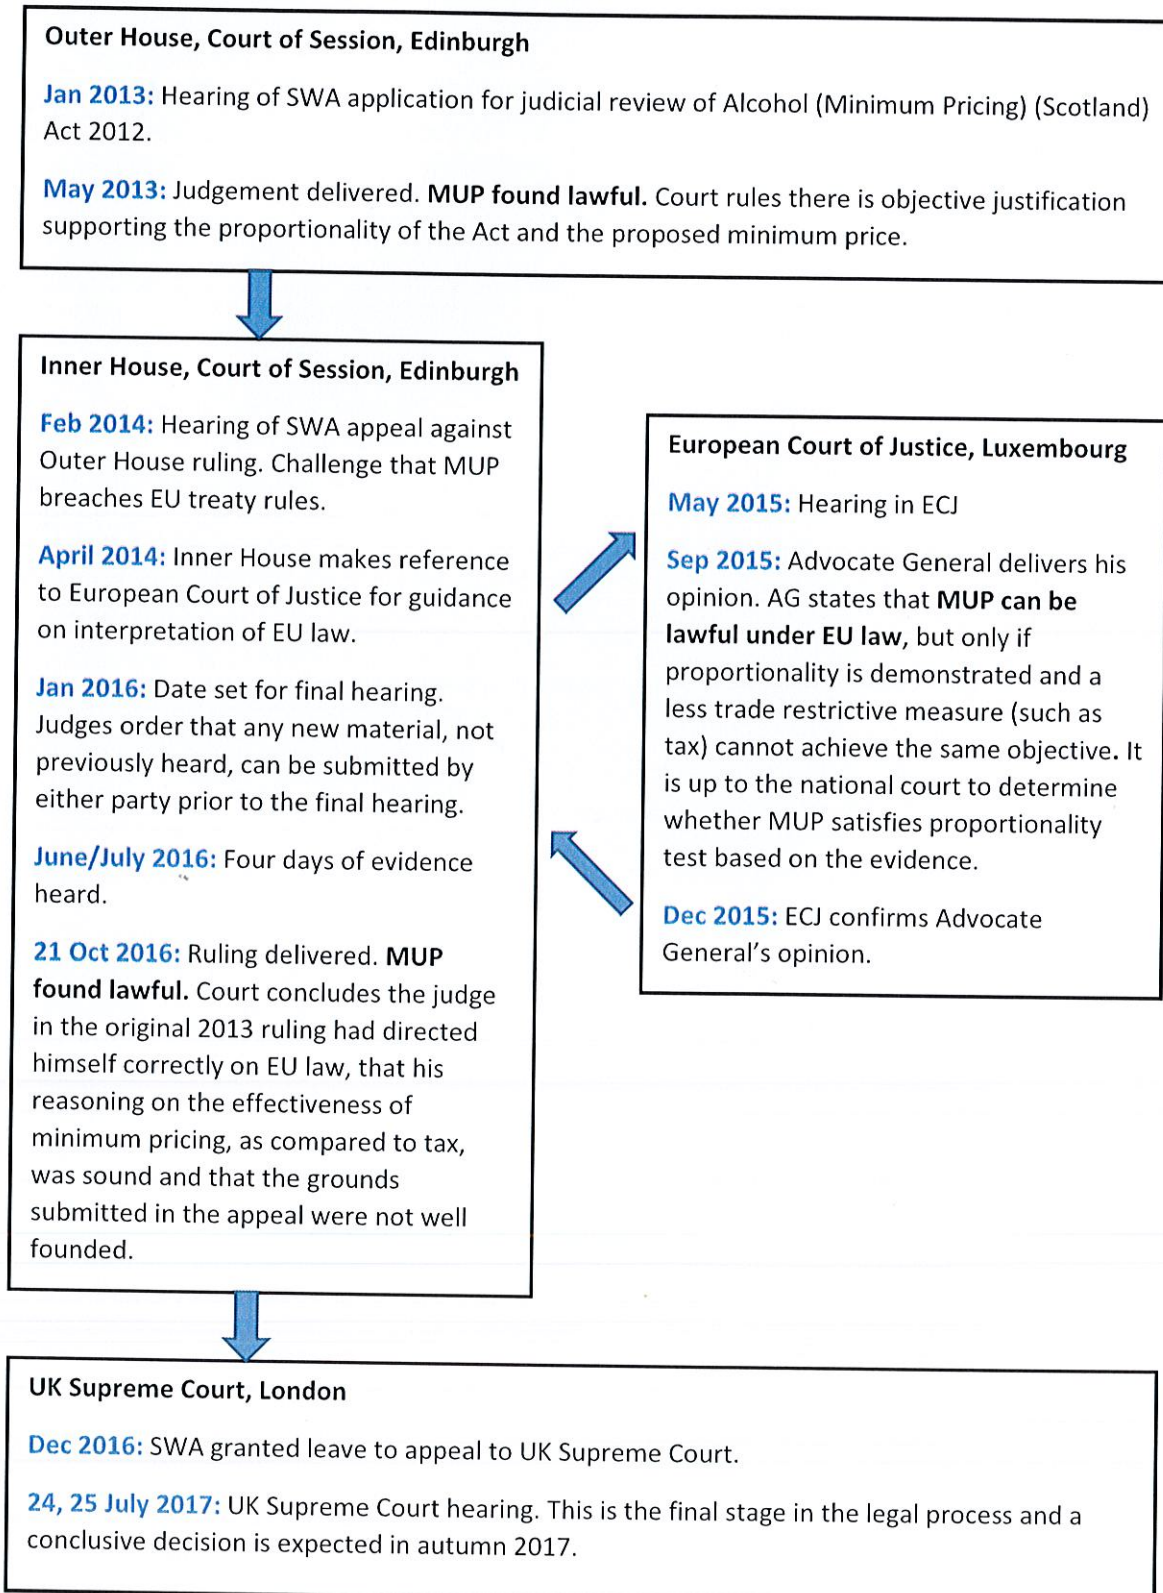 Outer House, Court of Session, Edinburgh
Jan 2013: Hearing of SWA application for judicial review of Alcohol (Minimum Pricing) (Scotland)
Act 2012.
May 2013: Judgement delivered. MUP found lawful. Court rules there is objective justification
supporting the proportionality of the Act and the proposed minimum price.
Inner House, Court of Session, Edinburgh
Feb 2014: Hearing of SWA appeal against
Outer House ruling. Challenge that MUP
breaches EU treaty rules.
April 2014: Inner House makes reference
to European Court of Justice for guidance
on interpretation of EU law.
Jan 2016: Date set for final hearing.
Judges order that any new material, not
previously heard, can be submitted by
either party prior to the final hearing.
June/July 2016: Four days of evidence
heard.
21 Oct 2016: Ruling delivered. MUP
found lawful. Court concludes the judge
in the original 2013 ruling had directed
himself correctly on EU law, that his
reasoning on the effectiveness of
minimum pricing, as compared to tax,
was sound and that the grounds
submitted in the appeal were not well
founded.
European Court of Justice, Luxembourg
May 2015: Hearing in ECJ
Sep 2015: Advocate General delivers his
opinion. AG states that MUP can be
lawful under EU law, but only if
proportionality is demonstrated and a
less trade restrictive measure (such as
tax) cannot achieve the same objective. It
is up to the national court to determine
whether MUP satisfies proportionality
test based on the evidence.
Dec 2015: ECJ confirms Advocate
General's opinion.
UK Supreme Court, London
Dec 2016: SWA granted leave to appeal to UK Supreme Court.
24, 25 July 2017: UK Supreme Court hearing. This is the final stage in the legal process and a
conclusive decision is expected in autumn 2017.